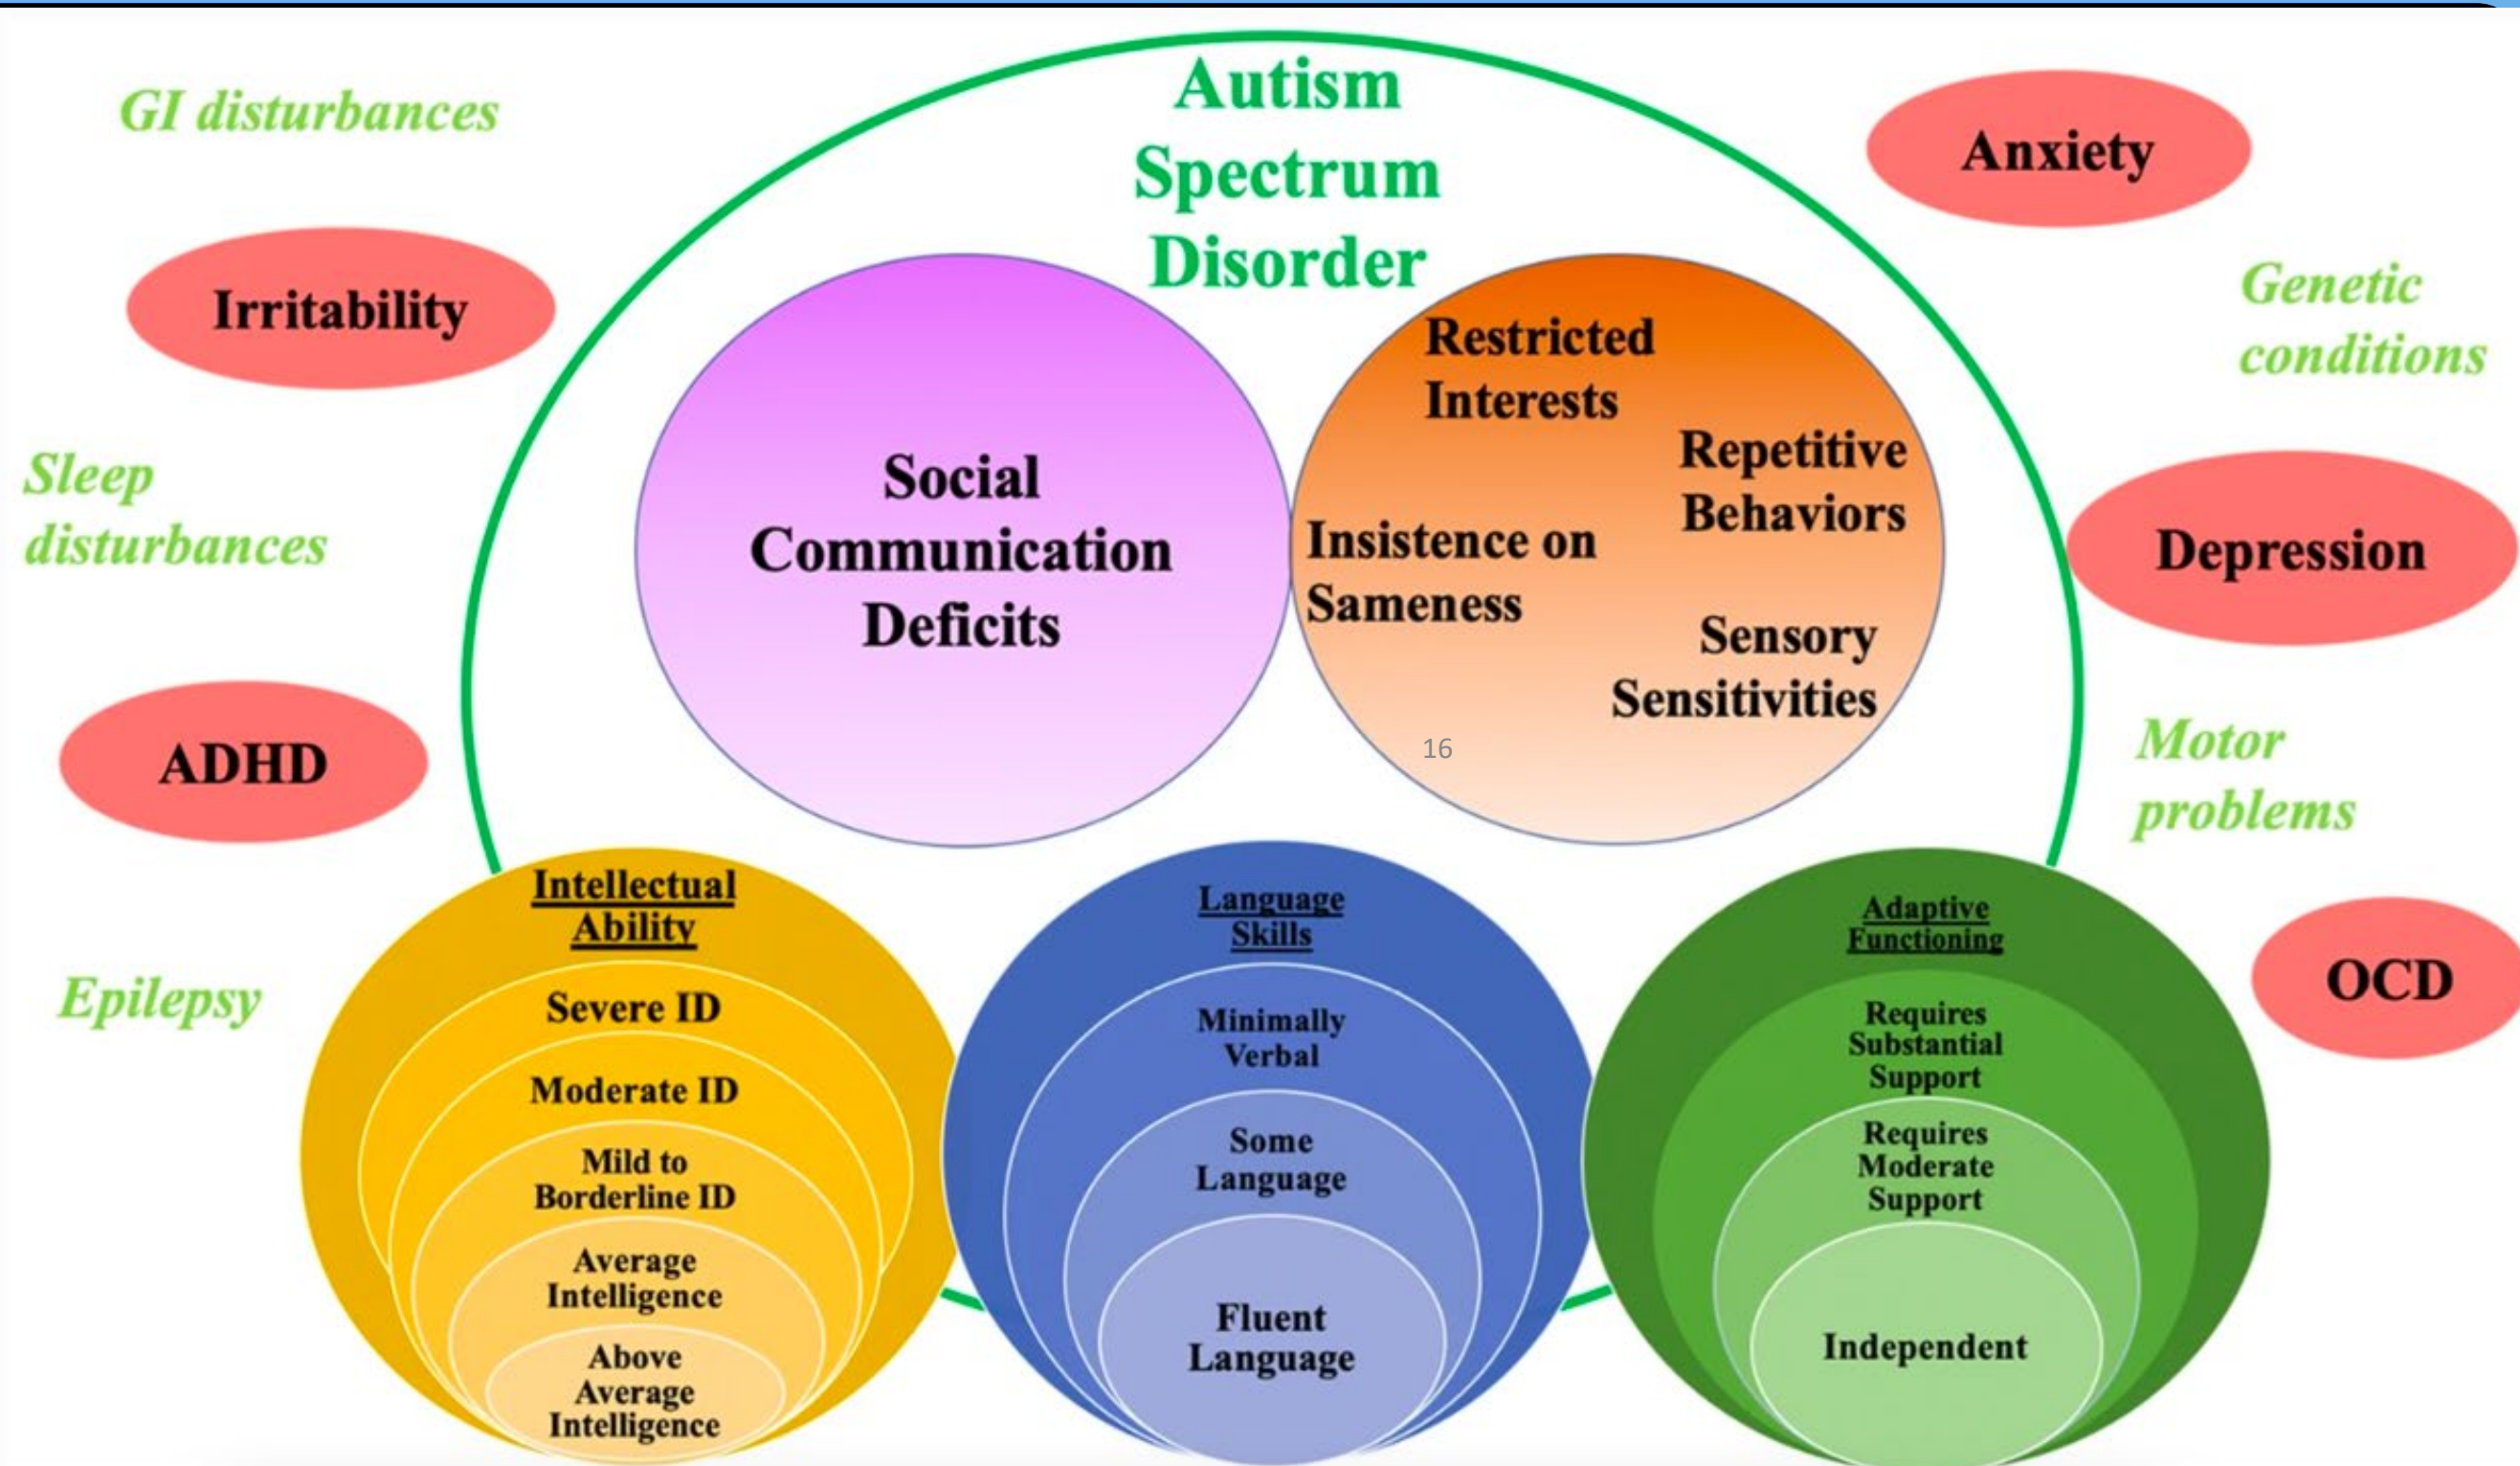 Autism
Spectrum
Disorder
GI disturbances
Irritability
Sleep
disturbances
ADHD
Epilepsy
Social
Communication
Deficits
Restricted
Interests
Repetitive
Behaviors
Insistence on
Sameness
Sensory
Sensitivities
16
Anxiety
Genetic
conditions
Depression
Motor
problems
OCD
Intellectual
Ability
Severe ID
Moderate ID
Mild to
Borderline ID
Average
Intelligence
Above
Average
Intelligence
Language
Skills
Minimally
Verbal
Some
Language
Fluent
Language
Adaptive
Functioning
Requires
Substantial
Support
Requires
Moderate
Support
Independent